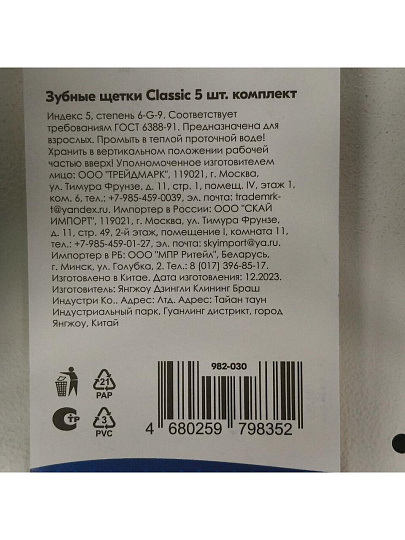 Зубные щетки Classic 5 шт. комплект
Индекс 5, степень 6-G-9. Соответствует
требованиям ГОСТ 6388-91. Предназначена для
взрослых. Промыть в теплой проточной воде!
Хранить в вертикальном положении рабочей
частью вверх! Уполномоченное изготовителем
лицо: ООО "ТРЕЙДМАРК", 119021, г. Москва,
ул. Тимура Фрунзе, д. 11, стр. 1, помещ. IV, этаж 1,
ком. 6, тел.: +7-985-459-0039, эл. почта: trademrk-
t@yandex.ru. Импортер в России: ООО "СКАЙ
ИМПОРТ", 119021, г. Москва, ул. Тимура Фрунзе,
д. 11, стр. 49, 2-й этаж, помещение I, комната 11,
тел.: +7-985-459-01-27, эл. почта: skyimport@ya.ru.
Импортер в РБ: ООО "МПР Ритейл", Беларусь,
г. Минск, ул. Голубка, 2. Тел.: 8 (017) 396-85-17.
Изготовлено в Китае. Дата изготовления: 12.2023.
Изготовитель: Янгжоу Дзингли Клининг Браш
Индустри Ко.. Адрес: Лтд. Адрес: Тайан таун
Индустриальный парк, Гуанлинг дистрикт, город
Янгжоу, Китай
982-030
21
PAP
3
PVC
4 680259 798352